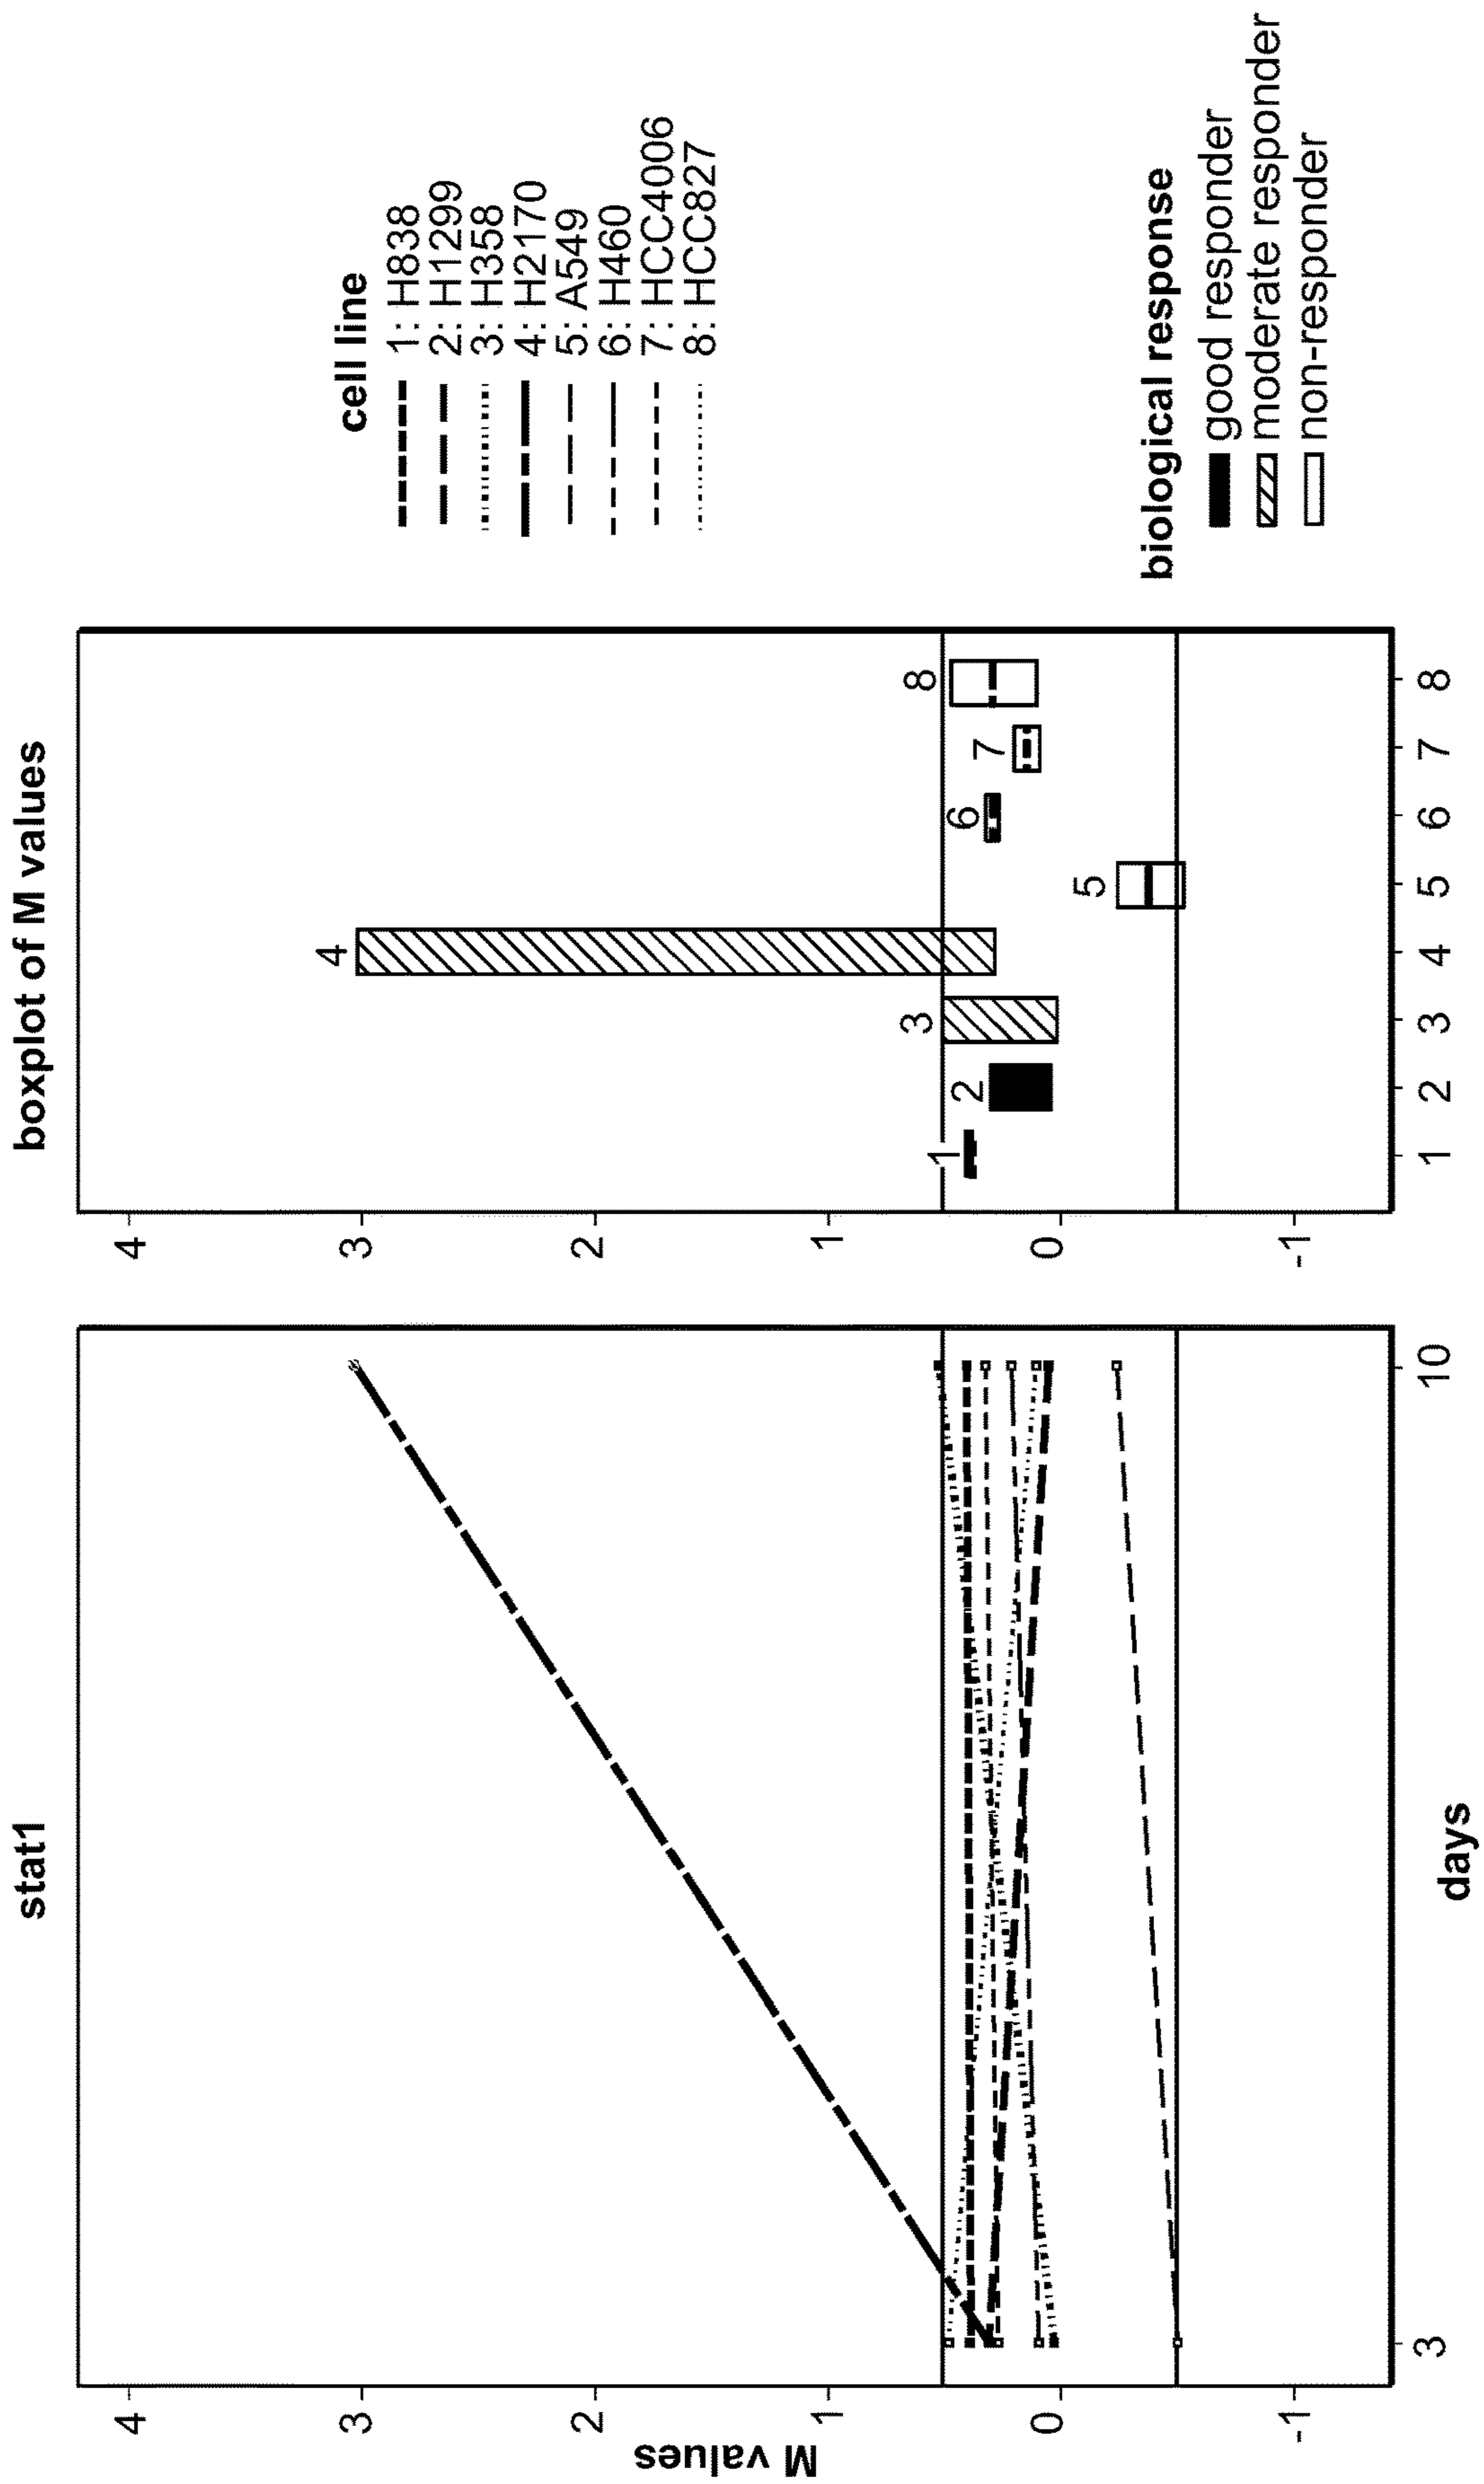 stat1
M values
4
3
2
1
0
-1
3
10
days
boxplot of M values
4
3
2
1
0
-1
1
2
3
4
5
6
7
8
1
2
3
4
5
6
7
8
cell line
1: H838
2: H1299
3: H358
4: H2170
5: A549
6: H460
7: HCC4006
8: HCC827
biological response
good responder
moderate responder
non-responder